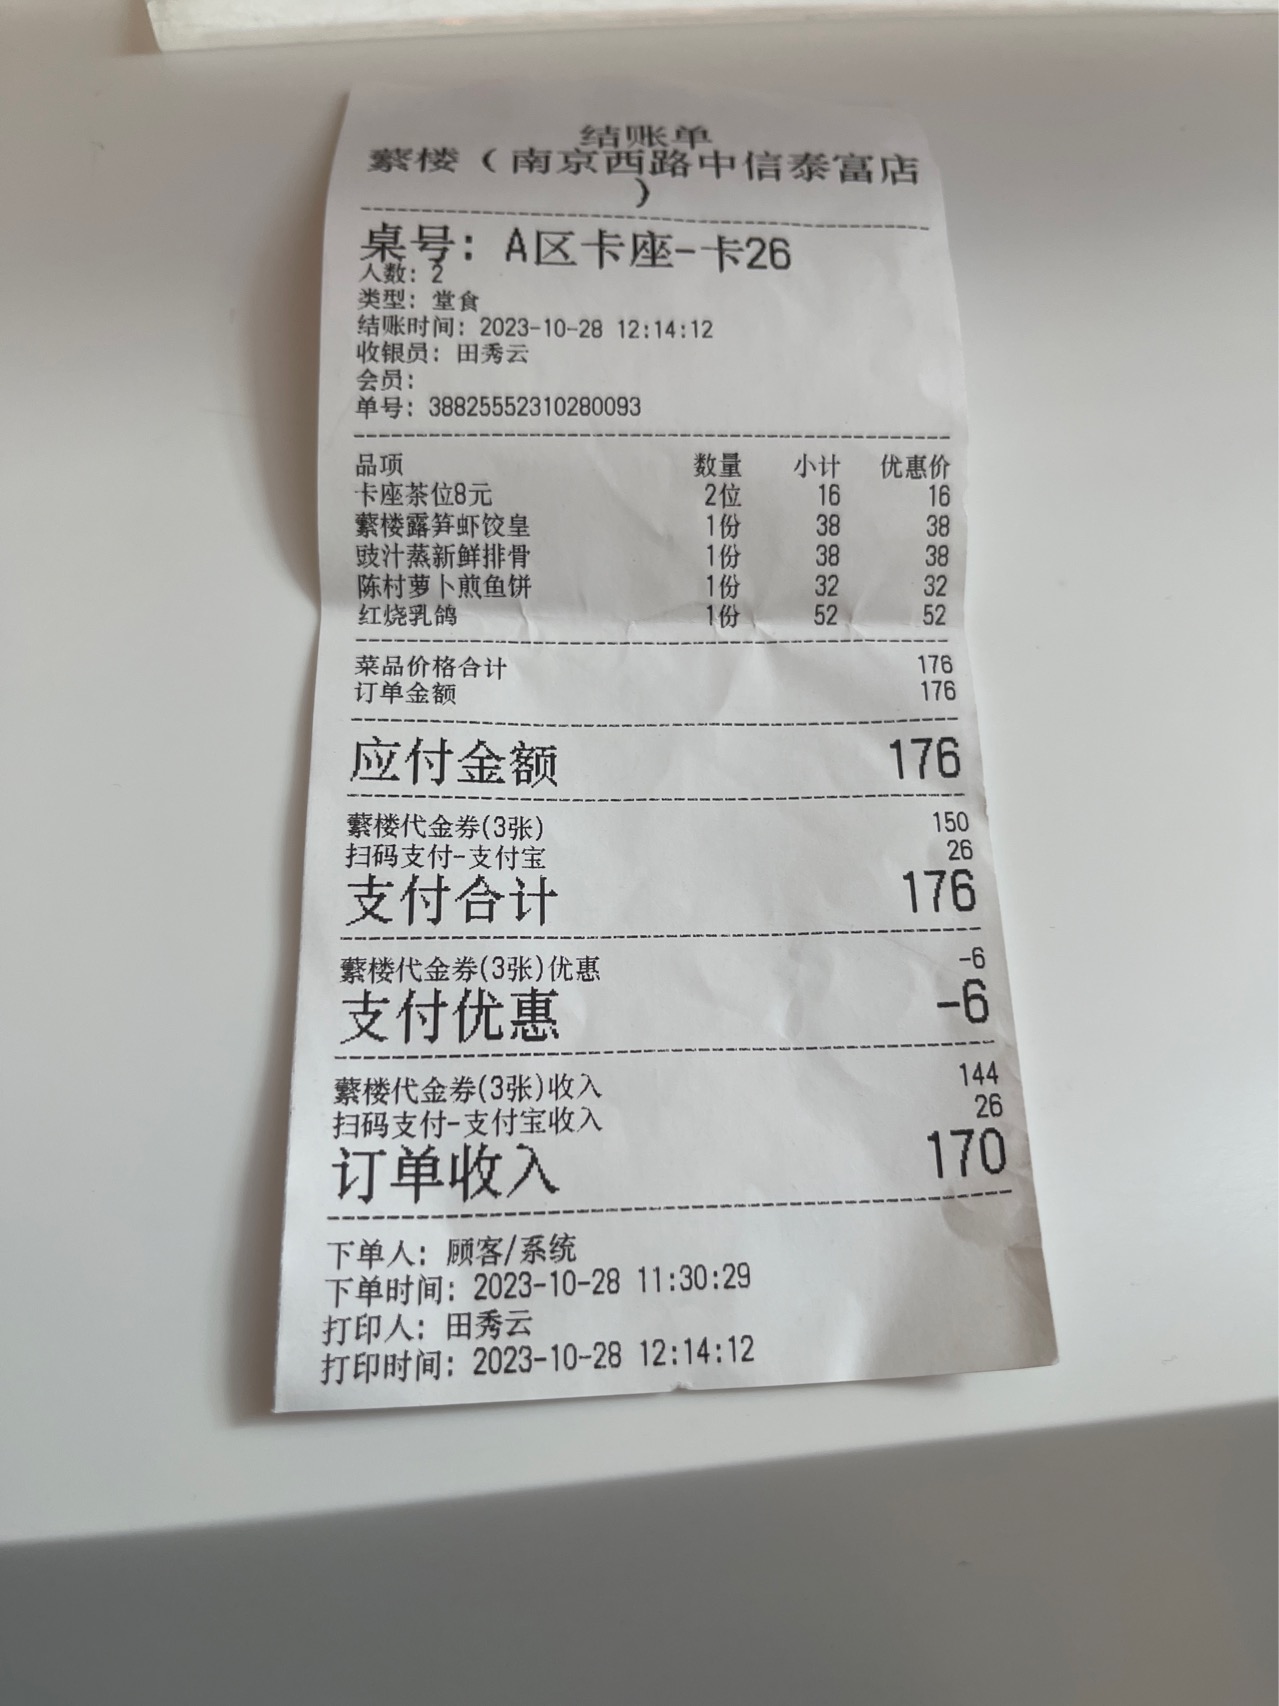 结账单
蘩楼（南京西路中信泰富店
）
桌号：A区卡座-卡26
人数：2
类型：堂食
结账时间：2023-10-28 12:14:12
收银员：田秀云
会员：
单号：38825552310280093
品项 数量 小计 优惠价
卡座茶位8元 2位 16 16
蘩楼露笋虾饺皇 1份 38 38
豉汁蒸新鲜排骨 1份 38 38
陈村萝卜煎鱼饼 1份 32 32
红烧乳鸽 1份 52 52
菜品价格合计 176
订单金额 176
应付金额 176
蘩楼代金券(3张) 150
扫码支付-支付宝 26
支付合计 176
蘩楼代金券(3张)优惠 -6
支付优惠 -6
蘩楼代金券(3张)收入 144
扫码支付-支付宝收入 26
订单收入 170
下单人：顾客/系统
下单时间：2023-10-28 11:30:29
打印人：田秀云
打印时间：2023-10-28 12:14:12